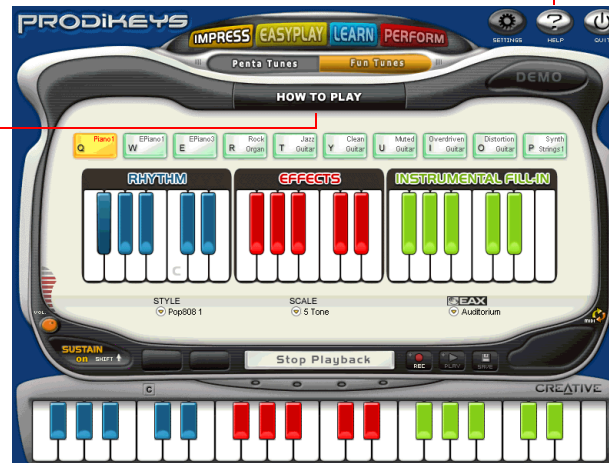 PRODiKEYS
IMPRESS EASYPLAY LEARN PERFORM
SETTINGS HELP QUIT
Penta Tunes Fun Tunes
DEMO
HOW TO PLAY
Q Piano1
W EPiano1
E EPiano3
R Rock Organ
T Jazz Guitar
Y Clean Guitar
U Muted Guitar
I Overdriven Guitar
O Distortion Guitar
P Synth Strings1
RHYTHM EFFECTS INSTRUMENTAL FILL-IN
C
STYLE SCALE EAX
Pop808 1 5 Tone Auditorium
VOL. mini
SUSTAIN
on SHIFT
Stop Playback
REC PLAY SAVE
C
CREATIVE